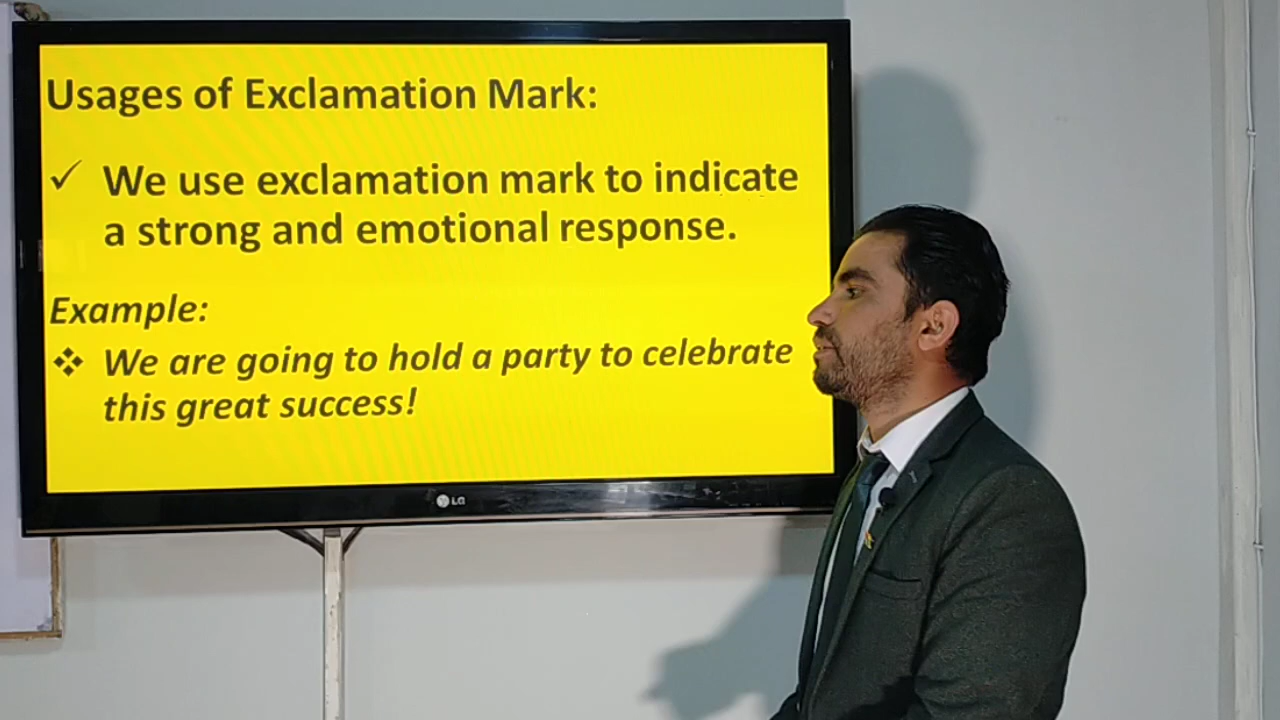 Usages of Exclamation Mark:
✓ We use exclamation mark to indicate
a strong and emotional response.
Example:
❖ We are going to hold a party to celebrate
this great success!
LG